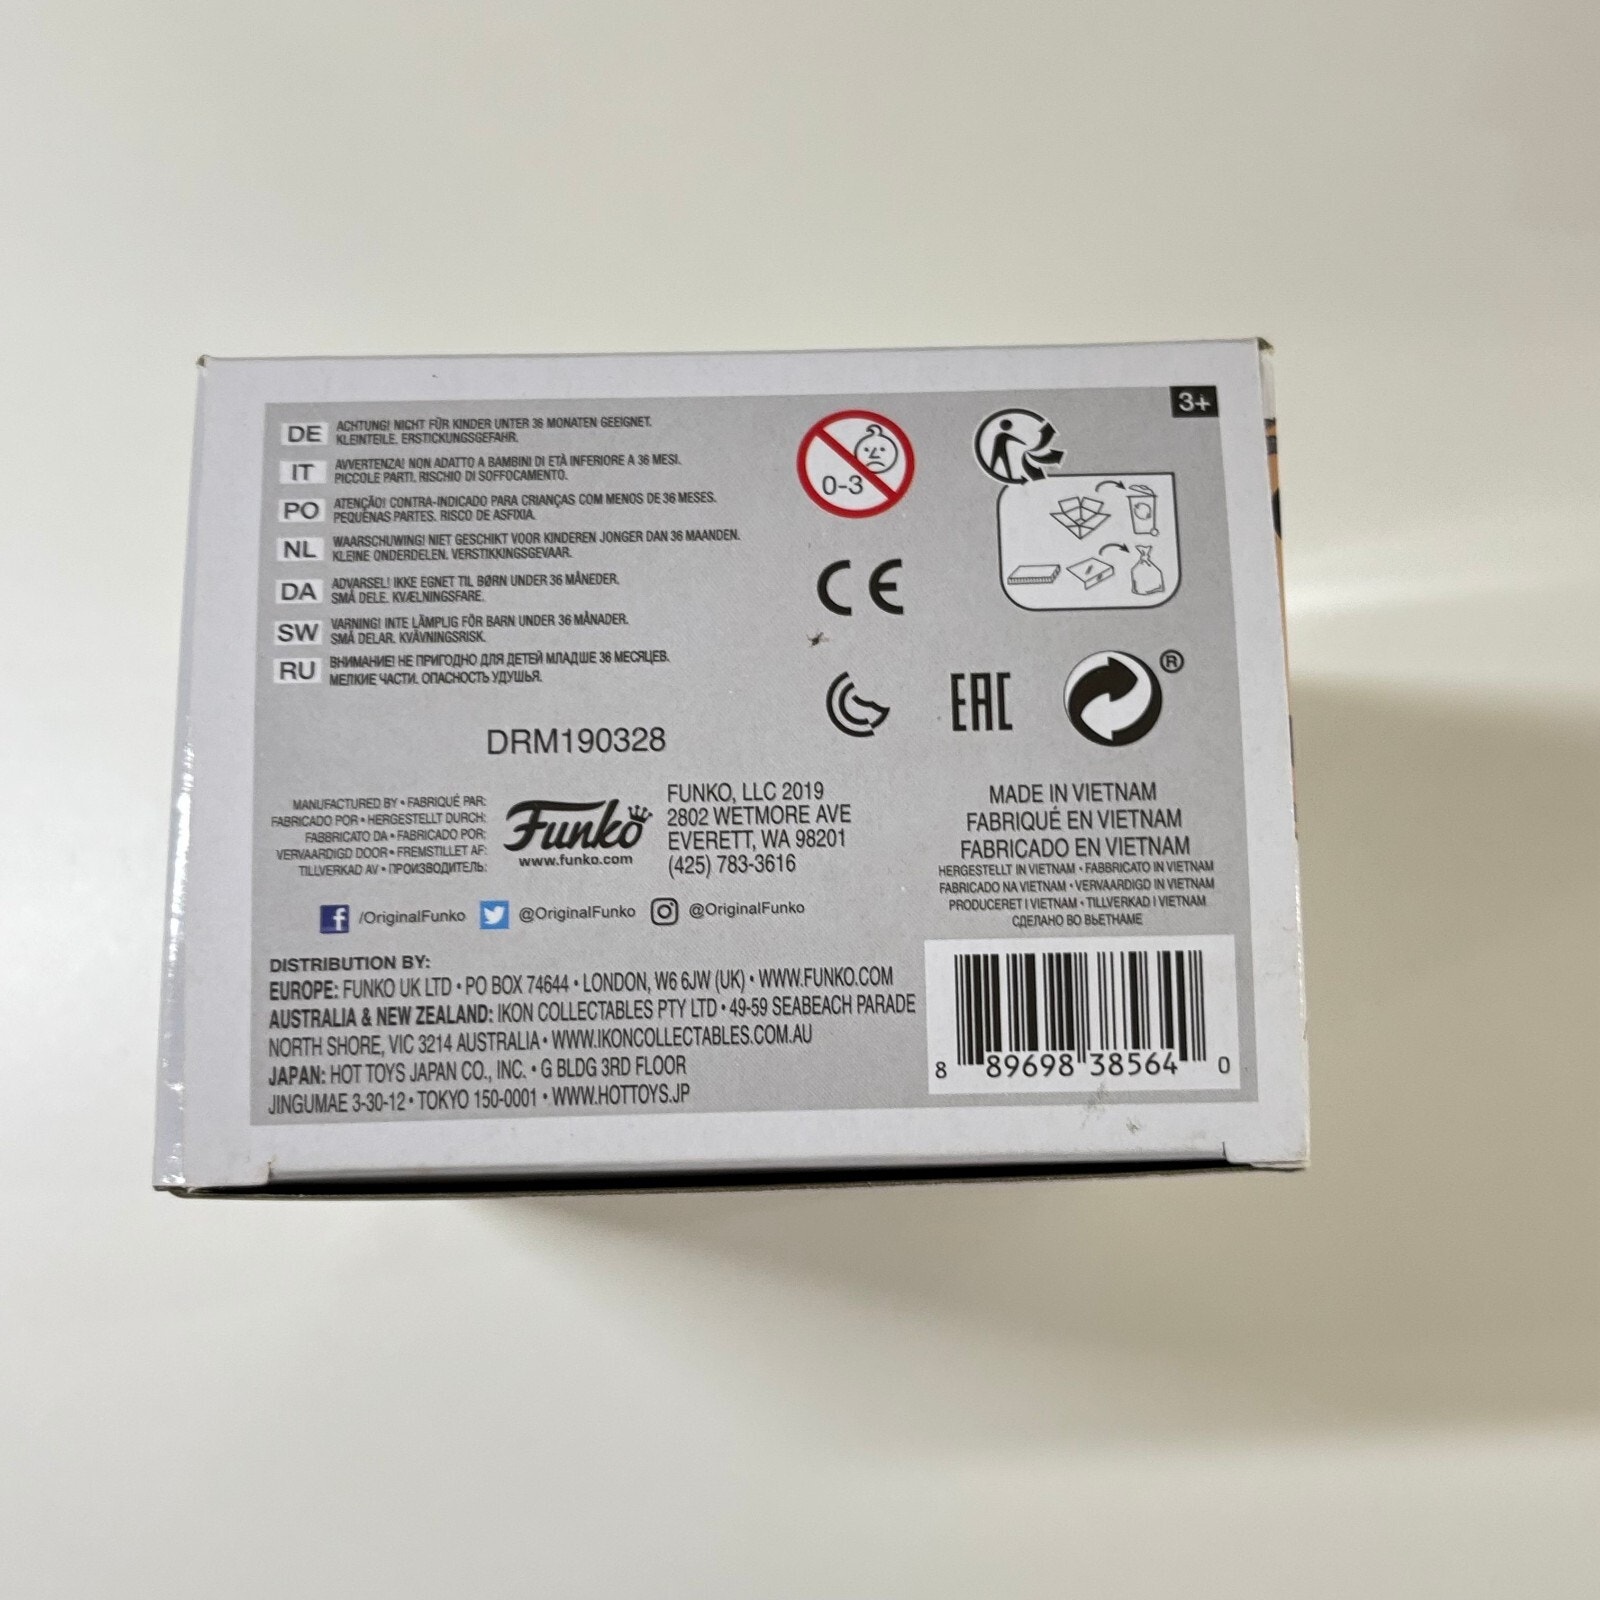 3+
DE ACHTUNG! NICHT FÜR KINDER UNTER 36 MONATEN GEEIGNET.
KLEINTEILE. ERSTICKUNGSGEFAHR.
IT AVVERTENZA! NON ADATTO A BAMBINI DI ETÀ INFERIORE A 36 MESI.
PICCOLE PARTI. RISCHIO DI SOFFOCAMENTO.
PO ATENÇÃO! CONTRA-INDICADO PARA CRIANÇAS COM MENOS DE 36 MESES.
PEQUENAS PARTES. RISCO DE ASFIXIA.
NL WAARSCHUWING! NIET GESCHIKT VOOR KINDEREN JONGER DAN 36 MAANDEN.
KLEINE ONDERDELEN. VERSTIKKINGSGEVAAR.
DA ADVARSEL! IKKE EGNET TIL BØRN UNDER 36 MÅNEDER.
SMÅ DELE. KVÆLNINGSFARE.
SW VARNING! INTE LÄMPLIG FÖR BARN UNDER 36 MÅNADER.
SMÅ DELAR. KVÄVNINGSRISK.
RU ВНИМАНИЕ! НЕ ПРИГОДНО ДЛЯ ДЕТЕЙ МЛАДШЕ 36 МЕСЯЦЕВ.
МЕЛКИЕ ЧАСТИ. ОПАСНОСТЬ УДУШЬЯ.
0-3
CE
EAC
®
DRM190328
MANUFACTURED BY • FABRIQUÉ PAR:
FABRICADO POR • HERGESTELLT DURCH:
FABBRICATO DA • FABRICADO POR:
VERVAARDIGD DOOR • FREMSTILLET AF:
TILLVERKAD AV • ПРОИЗВОДИТЕЛЬ:
Funko
www.funko.com
FUNKO, LLC 2019
2802 WETMORE AVE
EVERETT, WA 98201
(425) 783-3616
MADE IN VIETNAM
FABRIQUÉ EN VIETNAM
FABRICADO EN VIETNAM
HERGESTELLT IN VIETNAM • FABBRICATO IN VIETNAM
FABRICADO NA VIETNAM • VERVAARDIGD IN VIETNAM
PRODUCERET I VIETNAM • TILLVERKAD I VIETNAM
СДЕЛАНО ВО ВЬЕТНАМЕ
/OriginalFunko @OriginalFunko @OriginalFunko
DISTRIBUTION BY:
EUROPE: FUNKO UK LTD • PO BOX 74644 • LONDON, W6 6JW (UK) • WWW.FUNKO.COM
AUSTRALIA & NEW ZEALAND: IKON COLLECTABLES PTY LTD • 49-59 SEABEACH PARADE
NORTH SHORE, VIC 3214 AUSTRALIA • WWW.IKONCOLLECTABLES.COM.AU
JAPAN: HOT TOYS JAPAN CO., INC. • G BLDG 3RD FLOOR
JINGUMAE 3-30-12 • TOKYO 150-0001 • WWW.HOTTOYS.JP
8 89698 38564 0